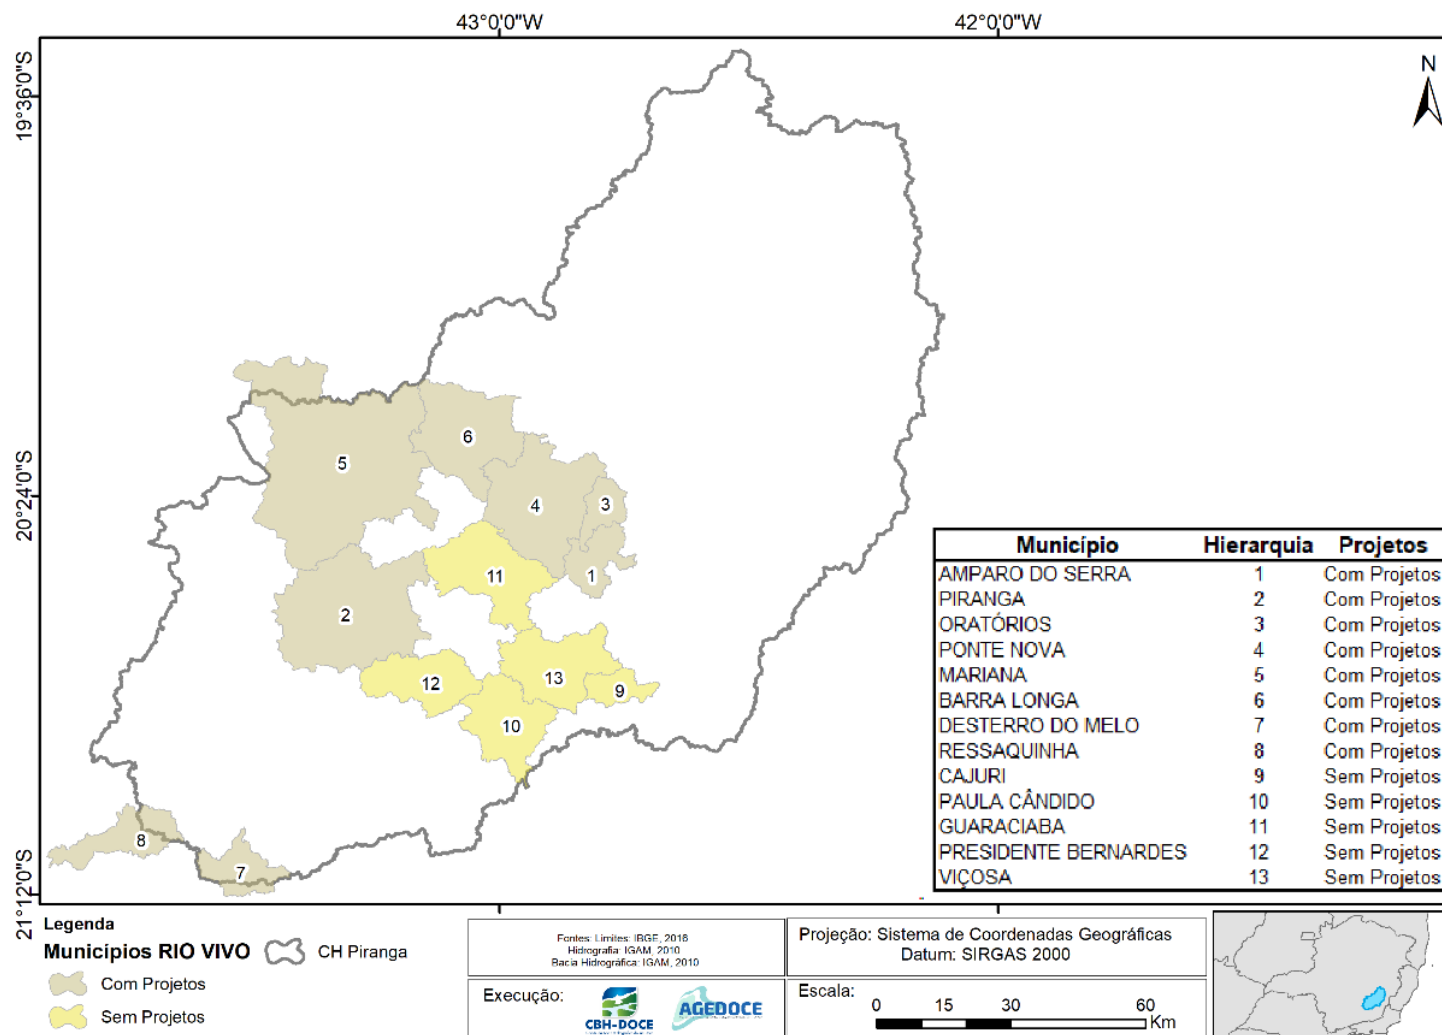 43°0'0"W
42°0'0"W
19°36'0"S
20°24'0"S
21°12'0"S
N
5
6
4
3
1
2
11
12
13
9
10
8
7
Município Hierarquia Projetos
AMPARO DO SERRA 1 Com Projetos
PIRANGA 2 Com Projetos
ORATÓRIOS 3 Com Projetos
PONTE NOVA 4 Com Projetos
MARIANA 5 Com Projetos
BARRA LONGA 6 Com Projetos
DESTERRO DO MELO 7 Com Projetos
RESSAQUINHA 8 Com Projetos
CAJURI 9 Sem Projetos
PAULA CÂNDIDO 10 Sem Projetos
GUARACIABA 11 Sem Projetos
PRESIDENTE BERNARDES 12 Sem Projetos
VIÇOSA 13 Sem Projetos
Legenda
Municípios RIO VIVO
CH Piranga
Com Projetos
Sem Projetos
Fontes: Limites: IBGE, 2016
Hidrografia: IGAM, 2010
Bacia Hidrográfica: IGAM, 2010
Execução:
CBH-DOCE
AGEDOCE
Projeção: Sistema de Coordenadas Geográficas
Datum: SIRGAS 2000
Escala:
0 15 30 60
Km